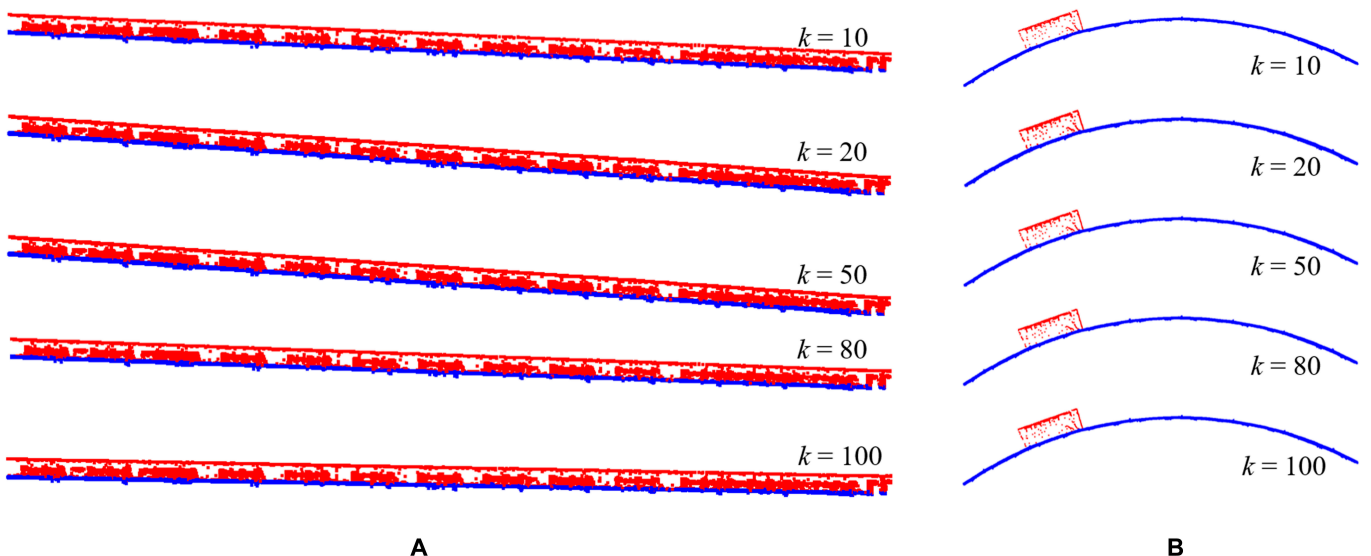 k = 10
k = 20
k = 50
k = 80
k = 100
A
k = 10
k = 20
k = 50
k = 80
k = 100
B